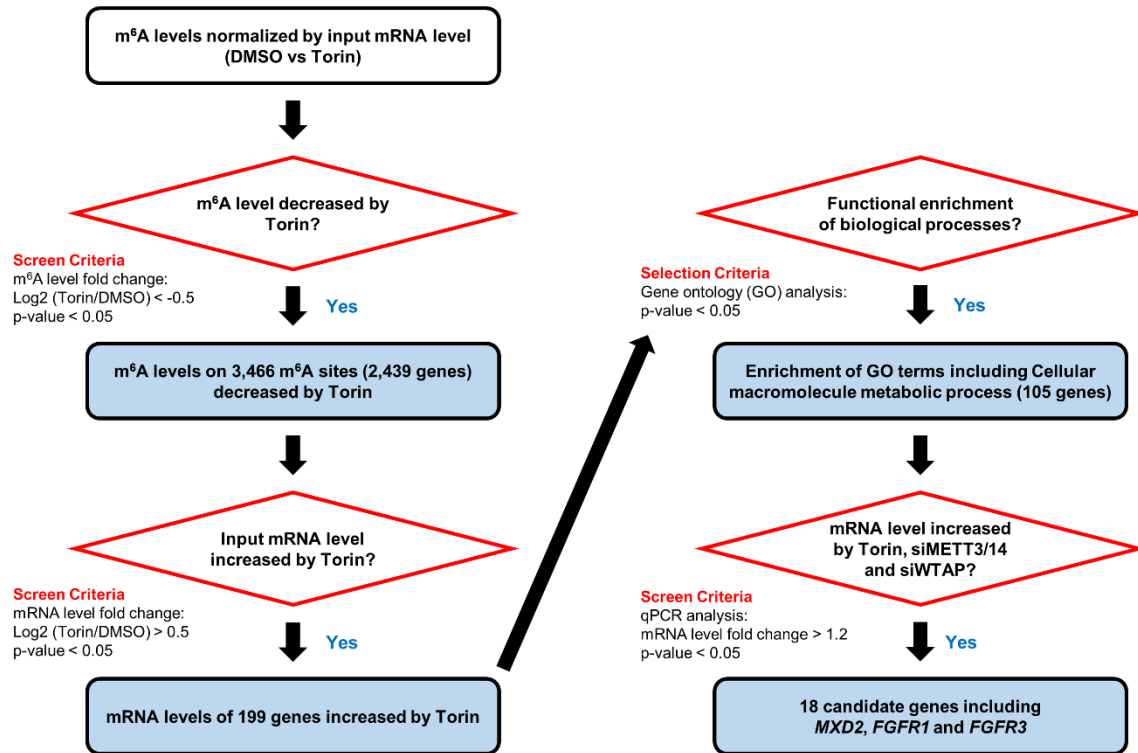 m⁶A levels normalized by input mRNA level
(DMSO vs Torin)
m⁶A level decreased by
Torin?
Screen Criteria
m⁶A level fold change:
Log2 (Torin/DMSO) < -0.5
p-value < 0.05
Yes
m⁶A levels on 3,466 m⁶A sites (2,439 genes)
decreased by Torin
Input mRNA level
increased by Torin?
Screen Criteria
mRNA level fold change:
Log2 (Torin/DMSO) > 0.5
p-value < 0.05
Yes
mRNA levels of 199 genes increased by Torin
Functional enrichment
of biological processes?
Selection Criteria
Gene ontology (GO) analysis:
p-value < 0.05
Yes
Enrichment of GO terms including Cellular
macromolecule metabolic process (105 genes)
mRNA level increased
by Torin, siMETT3/14
and siWTAP?
Screen Criteria
qPCR analysis:
mRNA level fold change > 1.2
p-value < 0.05
Yes
18 candidate genes including
MXD2, FGFR1 and FGFR3